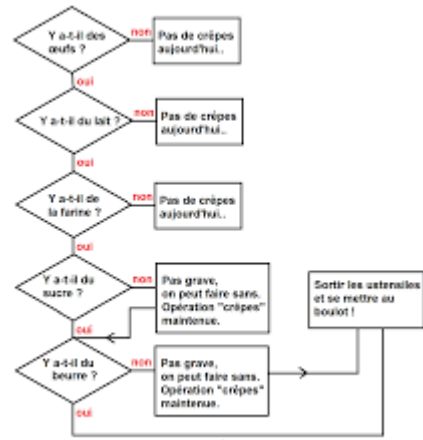 Y a-t-il des
œufs ?
non
Pas de crêpes
aujourd'hui..
oui
Y a-t-il du lait ?
non
Pas de crêpes
aujourd'hui..
oui
Y a-t-il de
la farine ?
non
Pas de crêpes
aujourd'hui..
oui
Y a-t-il du
sucre ?
non
Pas grave,
on peut faire sans.
Opération "crêpes"
maintenue.
Sortir les ustensiles
et se mettre au
boulot !
oui
Y a-t-il du
beurre ?
non
Pas grave,
on peut faire sans.
Opération "crêpes"
maintenue.
oui